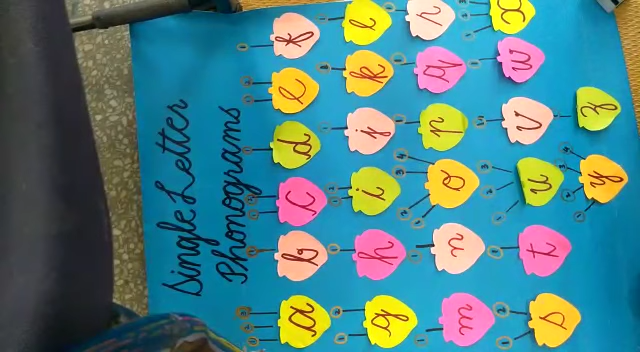 Single Letter
Phonograms
a b c d e f
g h i j k l
m n o p q r
s t u v w x
y z